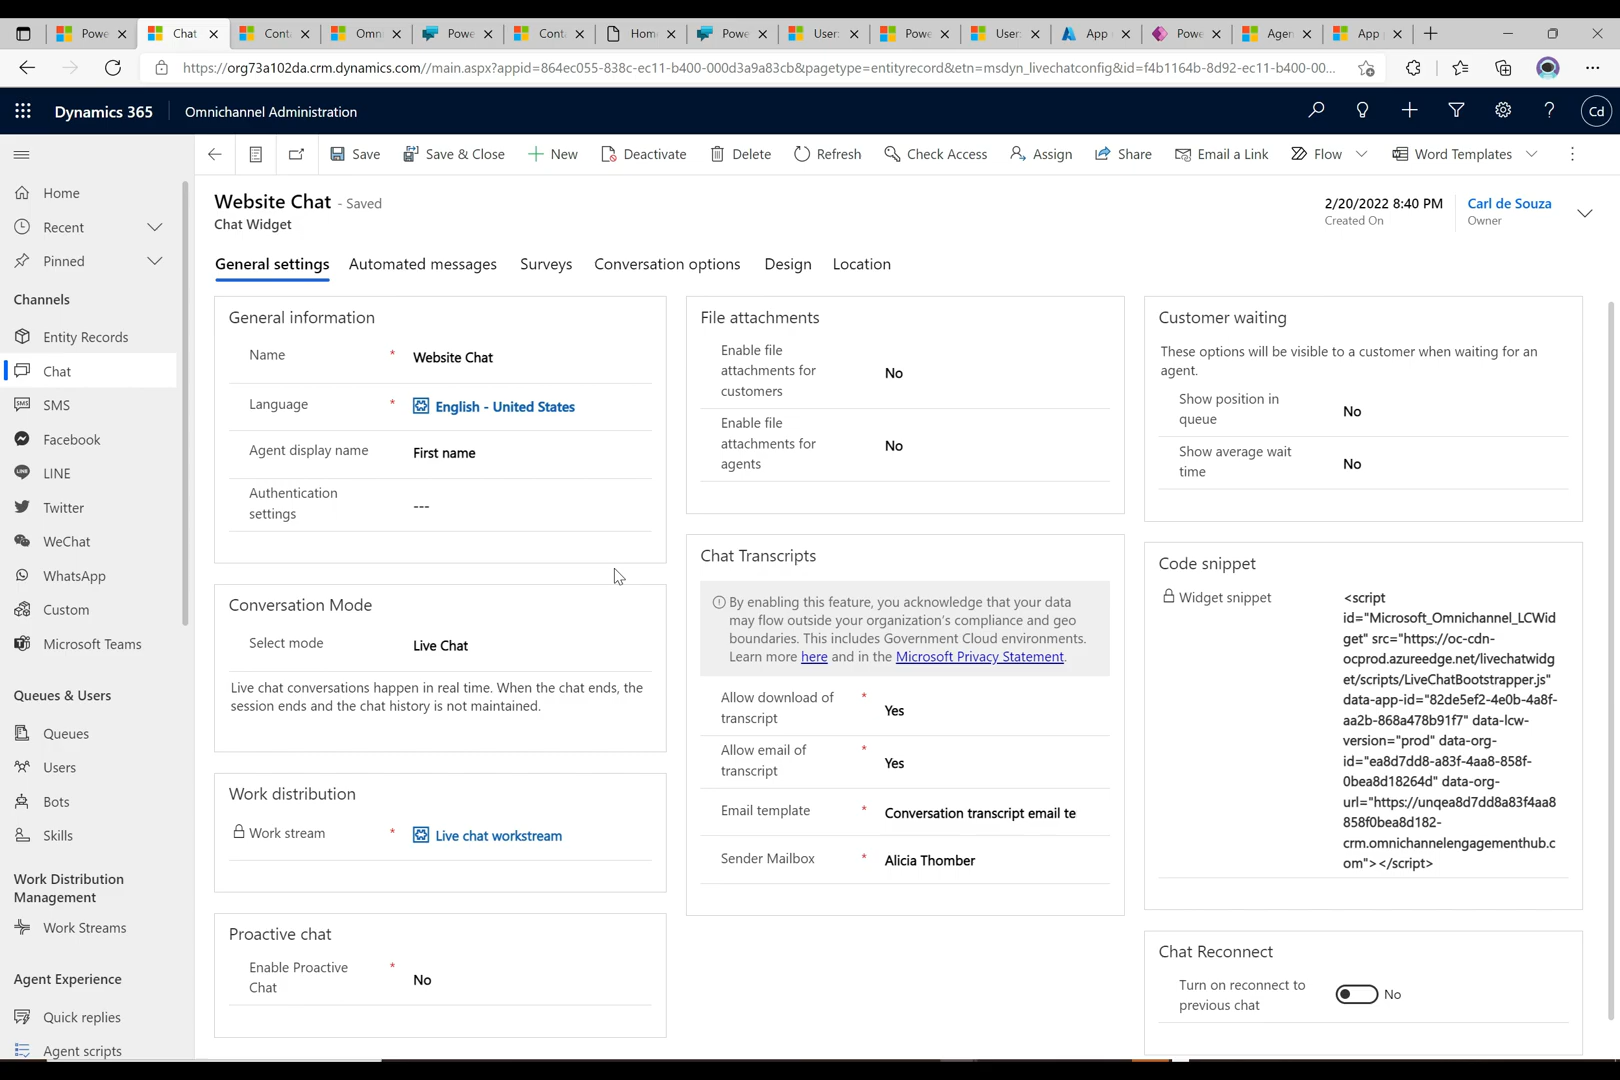 Powe
Chat
Cont
Omn
Powe
Cont
Home
Powe
User:
Powe
User:
App
Powe
Agen
App
https://org73a102da.crm.dynamics.com//main.aspx?appid=864ec055-838c-ec11-b400-000d3a9a83cb&pagetype=entityrecord&etn=msdyn_livechatconfig&id=f4b1164b-8d92-ec11-b400-00...
Dynamics 365
Omnichannel Administration
Cd
Save
Save & Close
New
Deactivate
Delete
Refresh
Check Access
Assign
Share
Email a Link
Flow
Word Templates
Home
Recent
Pinned
Channels
Entity Records
Chat
SMS
Facebook
LINE
Twitter
WeChat
WhatsApp
Custom
Microsoft Teams
Queues & Users
Queues
Users
Bots
Skills
Work Distribution
Management
Work Streams
Agent Experience
Quick replies
Agent scripts
Website Chat - Saved
Chat Widget
2/20/2022 8:40 PM
Created On
Carl de Souza
Owner
General settings
Automated messages
Surveys
Conversation options
Design
Location
General information
Name * Website Chat
Language * English - United States
Agent display name First name
Authentication
settings
---
Conversation Mode
Select mode Live Chat
Live chat conversations happen in real time. When the chat ends, the
session ends and the chat history is not maintained.
Work distribution
Work stream * Live chat workstream
Proactive chat
Enable Proactive
Chat
* No
File attachments
Enable file
attachments for
customers
No
Enable file
attachments for
agents
No
Chat Transcripts
By enabling this feature, you acknowledge that your data
may flow outside your organization's compliance and geo
boundaries. This includes Government Cloud environments.
Learn more here and in the Microsoft Privacy Statement.
Allow download of
transcript
* Yes
Allow email of
transcript
* Yes
Email template * Conversation transcript email te
Sender Mailbox * Alicia Thomber
Customer waiting
These options will be visible to a customer when waiting for an
agent.
Show position in
queue
No
Show average wait
time
No
Code snippet
Widget snippet
<script
id="Microsoft_Omnichannel_LCWid
get" src="https://oc-cdn-
ocprod.azureedge.net/livechatwidg
et/scripts/LiveChatBootstrapper.js"
data-app-id="82de5ef2-4e0b-4a8f-
aa2b-868a478b91f7" data-lcw-
version="prod" data-org-
id="ea8d7dd8-a83f-4aa8-858f-
0bea8d18264d" data-org-
url="https://unqea8d7dd8a83f4aa8
858f0bea8d182-
crm.omnichannelengagementhub.c
om"></script>
Chat Reconnect
Turn on reconnect to
previous chat
No